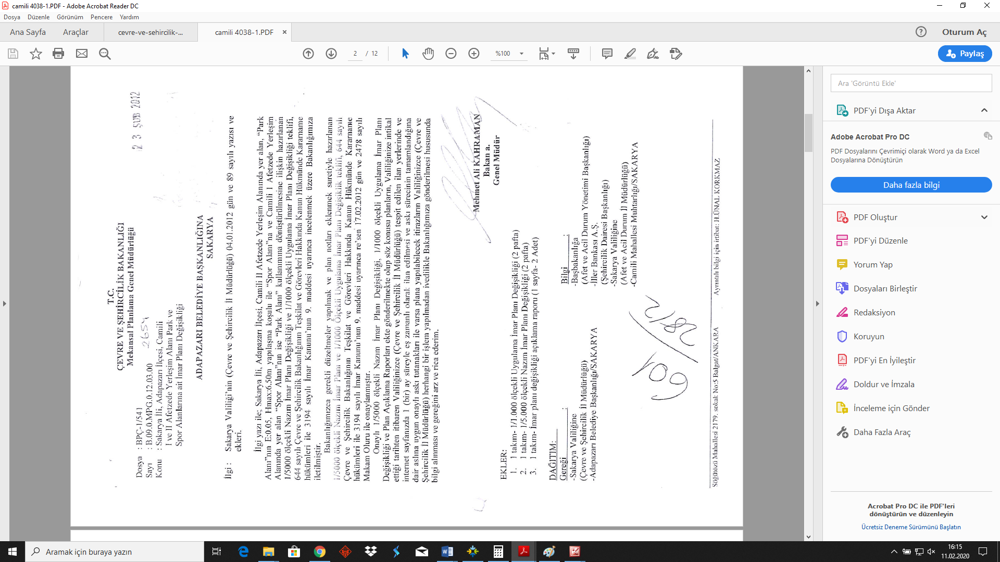 camili 4038-1.PDF - Adobe Acrobat Reader DC
Dosya Düzenle Görünüm Pencere Yardım
Ana Sayfa Araçlar cevre-ve-sehircilik-... camili 4038-1.PDF Oturum Aç
2 / 12 %100 Paylaş
T.C.
ÇEVRE VE ŞEHİRCİLİK BAKANLIĞI
Mekansal Planlama Genel Müdürlüğü
2 3 ŞUB 2012
Dosya : BPÇ-1/541
Sayı : B.09.0.MPG.0.12.03.00 2654
Konu : Sakarya İli, Adapazarı İlçesi, Camili
I ve II Afetzede Yerleşim Alanı Park ve
Spor Alanlarına ait İmar Planı Değişikliği
ADAPAZARI BELEDİYE BAŞKANLIĞINA
SAKARYA
İlgi : Sakarya Valiliği'nin (Çevre ve Şehircilik İl Müdürlüğü) 04.01.2012 gün ve 89 sayılı yazısı ve
ekleri.
İlgi yazı ile; Sakarya İli, Adapazarı İlçesi, Camili II Afetzede Yerleşim Alanında yer alan, "Park
Alanı"nın E:0.05, Hmax:6.50m yapılaşma koşulu ile "Spor Alanı"na ve Camili I Afetzede Yerleşim
Alanında yer alan "Spor Alanı"nın ise "Park Alanı" kullanımına dönüştürülmesine ilişkin hazırlanan
1/5000 ölçekli Nazım İmar Planı Değişikliği ve 1/1000 ölçekli Uygulama İmar Planı Değişikliği teklifi,
644 sayılı Çevre ve Şehircilik Bakanlığının Teşkilat ve Görevleri Hakkında Kanun Hükmünde Kararname
hükümleri ile 3194 sayılı İmar Kanunu'nun 9. maddesi uyarınca incelenmek üzere Bakanlığımıza
iletilmiştir.
Bakanlığımızca gerekli düzeltmeler yapılmak ve plan notları eklenmek suretiyle hazırlanan
1/5000 ölçekli Nazım İmar Planı ve 1/1000 Ölçekli Uygulama İmar Planı Değişiklik teklifi, 644 sayılı
Çevre ve Şehircilik Bakanlığının Teşkilat ve Görevleri Hakkında Kanun Hükmünde Kararname
hükümleri ile 3194 sayılı İmar Kanunu'nun 9. maddesi uyarınca re'sen 17.02.2012 gün ve 2478 sayılı
Makam Oluru ile onaylanmıştır.
Onaylı 1/5000 ölçekli Nazım İmar Planı Değişikliği, 1/1000 ölçekli Uygulama İmar Planı
Değişikliği ve Plan Açıklama Raporları ekte gönderilmekte olup söz konusu planların, Valiliğinize intikal
ettiği tarihten itibaren Valiliğinizce (Çevre ve Şehircilik İl Müdürlüğü) tespit edilen ilan yerlerinde ve
internet sayfanızda 1 (bir) ay süreyle eş zamanlı olarak ilan edilmesi ve askı sürecinin tamamlandığına
dair aslına uygun onaylı askı tutanakları ile varsa plana yapılabilecek itirazların Valiliğinizce (Çevre ve
Şehircilik İl Müdürlüğü) herhangi bir işlem yapılmadan ivedilikle Bakanlığımıza gönderilmesi hususunda
bilgi alınması ve gereğini arz ve rica ederim.
Mehmet Ali KAHRAMAN
Bakan a.
Genel Müdür
EKLER:
1. 1 takım- 1/1.000 ölçekli Uygulama İmar Planı Değişikliği (2 pafta)
2. 1 takım- 1/5.000 ölçekli Nazım İmar Planı Değişikliği (2 pafta)
3. 1 takım- İmar planı değişikliği açıklama raporu (1 sayfa- 2 Adet)
DAĞITIM:
Gereği :
-Sakarya Valiliğine
(Çevre ve Şehircilik İl Müdürlüğü)
-Adapazarı Belediye Başkanlığı/SAKARYA
Bilgi :
-Başbakanlığa
(Afet ve Acil Durum Yönetimi Başkanlığı)
-İller Bankası A.Ş.
(Şehircilik Dairesi Başkanlığı)
-Sakarya Valiliğine
(Afet ve Acil Durum İl Müdürlüğü)
-Camili Mahallesi Muhtarlığı/SAKARYA
Söğütözü Mahallesi 2179. sokak No:5 Balgat/ANKARA Ayrıntılı bilgi için irtibat: H.ÜNAL KORKMAZ
Ara 'Görüntü Ekle'
PDF'yi Dışa Aktar
Adobe Acrobat Pro DC
PDF Dosyalarını Çevrimiçi olarak Word ya da Excel
Dosyalarına Dönüştürün
Daha fazla bilgi
PDF Oluştur
PDF'yi Düzenle
Yorum Yap
Dosyaları Birleştir
Redaksiyon
Koruyun
PDF'yi En İyileştir
Doldur ve İmzala
İnceleme için Gönder
Daha Fazla Araç
Acrobat Pro DC ile PDF'leri
dönüştürün ve düzenleyin
Ücretsiz Deneme Sürümünü Başlatın
Aramak için buraya yazın
16:15
11.02.2020